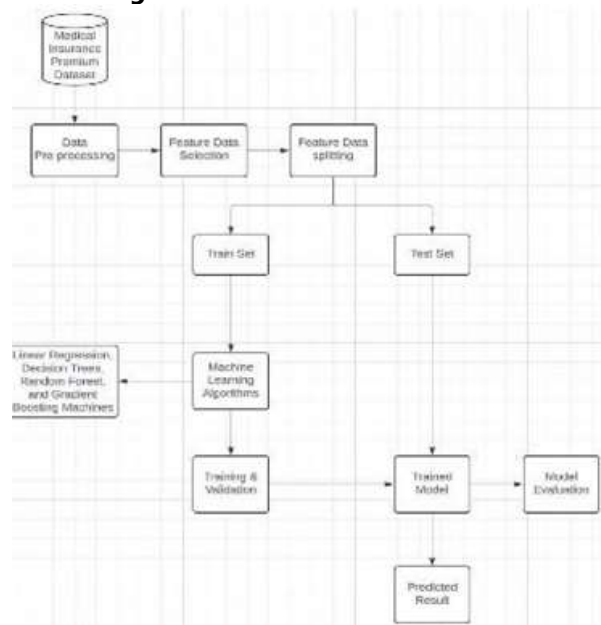 Medical
Insurance
Premium
Dataset
Data
Pre processing
Feature Data
Selection
Feature Data
splitting
Train Set
Test Set
Linear Regression,
Decision Trees,
Random Forest,
and Gradient
Boosting Machines
Machine
Learning
Algorithms
Training &
Validation
Trained
Model
Model
Evaluation
Predicted
Result